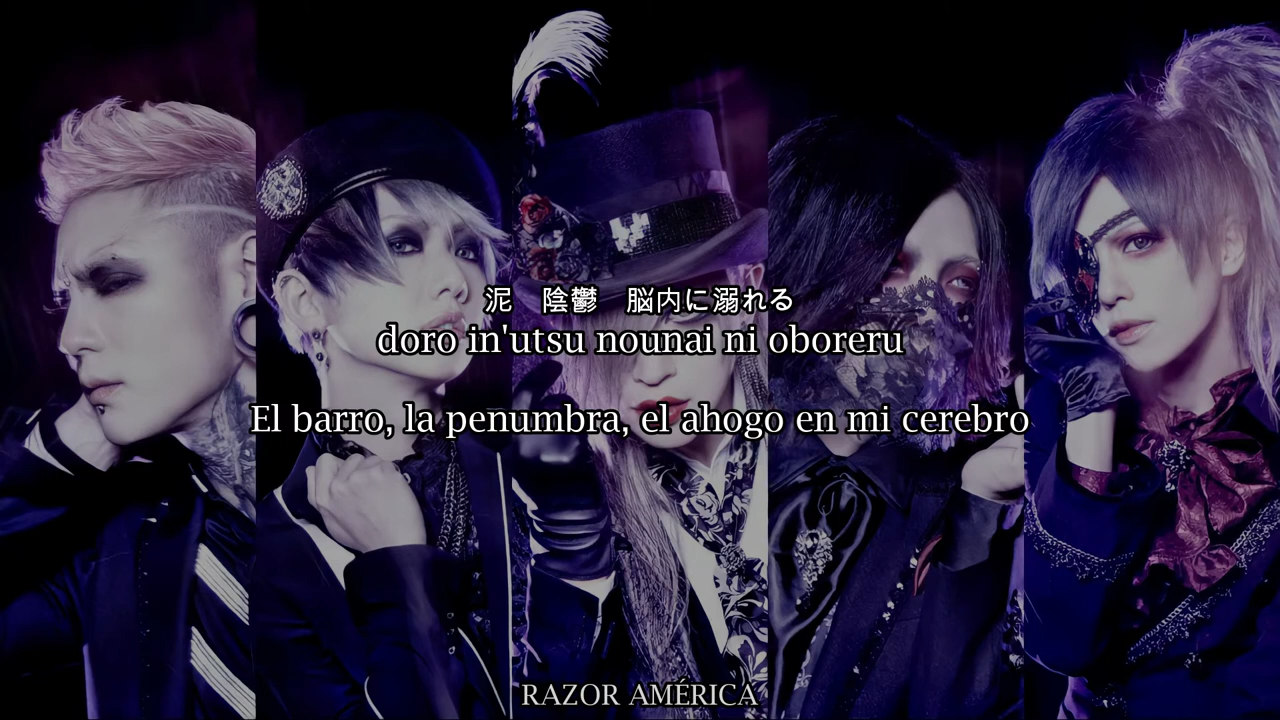 泥　陰鬱　脳内に溺れる
doro in'utsu nounai ni oboreru
El barro, la penumbra, el ahogo en mi cerebro
RAZOR AMÉRICA